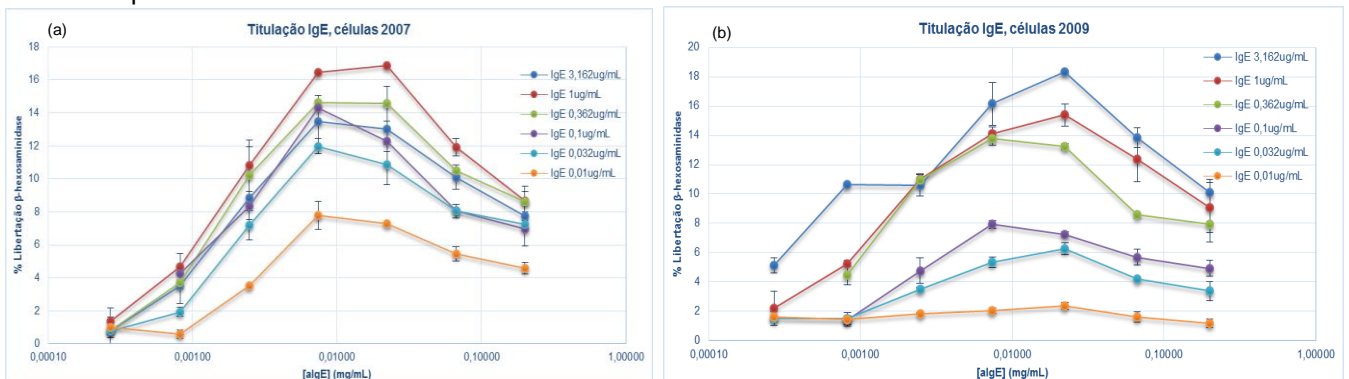 (a)
Titulação IgE, células 2007
% Libertação β-hexosaminidase
18
16
14
12
10
8
6
4
2
0
IgE 3,162ug/mL
IgE 1ug/mL
IgE 0,362ug/mL
IgE 0,1ug/mL
IgE 0,032ug/mL
IgE 0,01ug/mL
0,00010 0,00100 0,01000 0,10000 1,00000
[aIgE] (mg/mL)
(b)
Titulação IgE, células 2009
% Libertação β-hexosaminidase
20
18
16
14
12
10
8
6
4
2
0
IgE 3,162ug/mL
IgE 1ug/mL
IgE 0,362ug/mL
IgE 0,1ug/mL
IgE 0,032ug/mL
IgE 0,01ug/mL
0,00010 0,00100 0,01000 0,10000 1,00000
[aIgE] (mg/mL)